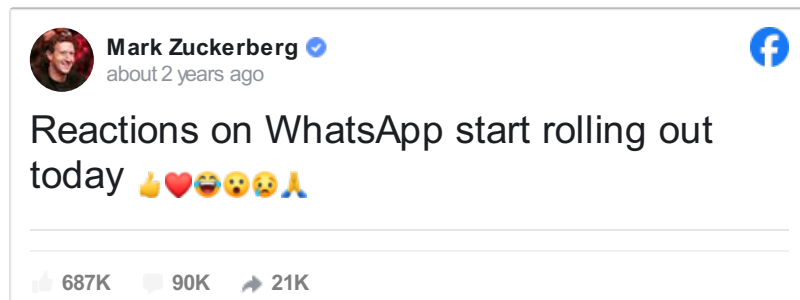 Mark Zuckerberg
about 2 years ago
Reactions on WhatsApp start rolling out
today 👍❤️😂😮😢🙏
687K 90K 21K